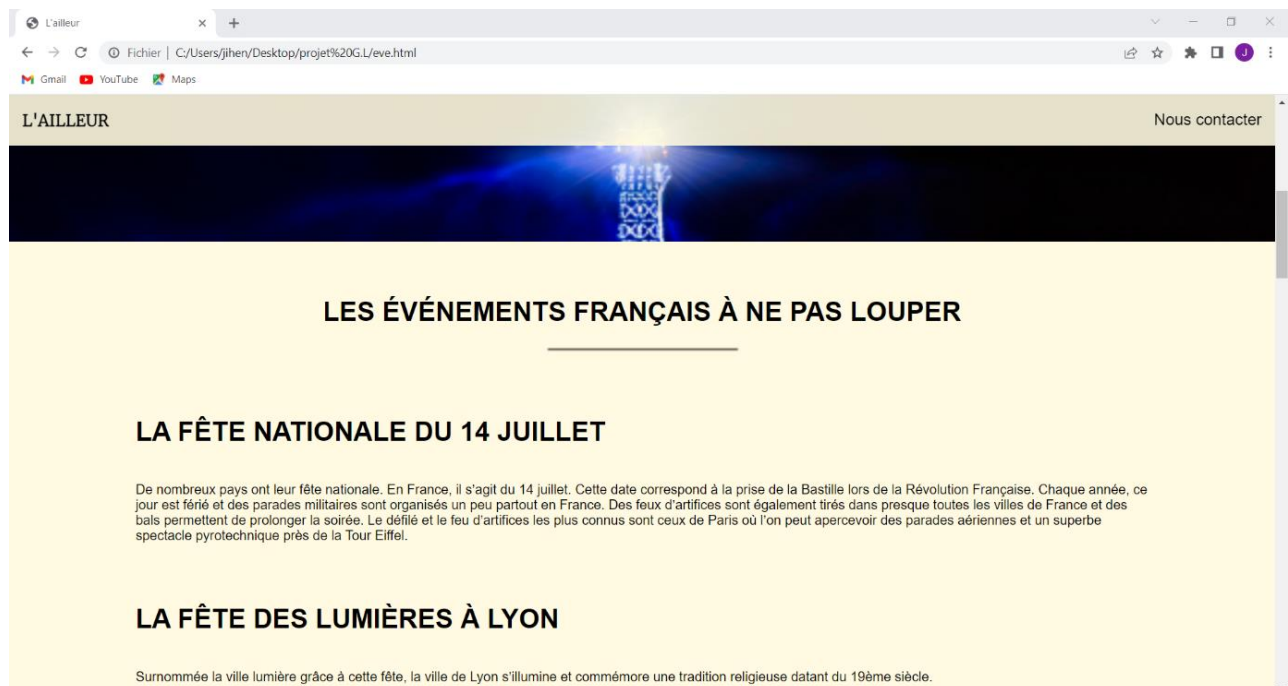 L'ailleur
Fichier | C:/Users/jihen/Desktop/projet%20G.L/eve.html
J
Gmail YouTube Maps
L'AILLEUR
Nous contacter
LES ÉVÉNEMENTS FRANÇAIS À NE PAS LOUPER
LA FÊTE NATIONALE DU 14 JUILLET
De nombreux pays ont leur fête nationale. En France, il s'agit du 14 juillet. Cette date correspond à la prise de la Bastille lors de la Révolution Française. Chaque année, ce
jour est férié et des parades militaires sont organisés un peu partout en France. Des feux d'artifices sont également tirés dans presque toutes les villes de France et des
bals permettent de prolonger la soirée. Le défilé et le feu d'artifices les plus connus sont ceux de Paris où l'on peut apercevoir des parades aériennes et un superbe
spectacle pyrotechnique près de la Tour Eiffel.
LA FÊTE DES LUMIÈRES À LYON
Surnommée la ville lumière grâce à cette fête, la ville de Lyon s'illumine et commémore une tradition religieuse datant du 19ème siècle.